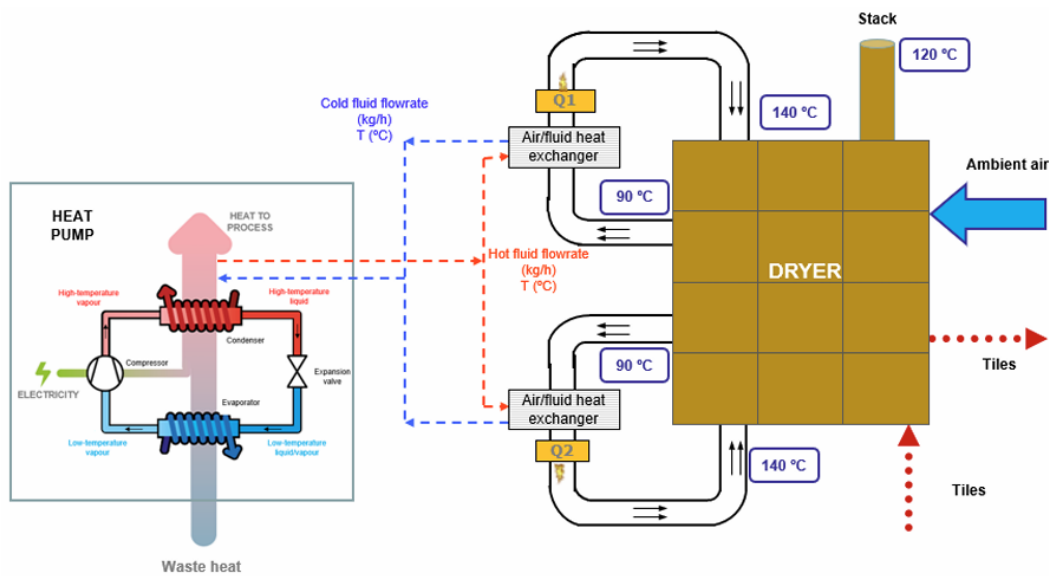 Stack
120 ºC
Q1
140 ºC
Cold fluid flowrate
(kg/h)
T (ºC)
Air/fluid heat
exchanger
Ambient air
90 ºC
HEAT
PUMP
HEAT TO
PROCESS
Hot fluid flowrate
(kg/h)
T (ºC)
DRYER
High-temperature
vapour
High-temperature
liquid
Condenser
Compressor
Expansion
valve
ELECTRICITY
Evaporator
Low-temperature
vapour
Low-temperature
liquid/vapour
90 ºC
Tiles
Air/fluid heat
exchanger
Q2
140 ºC
Tiles
Waste heat